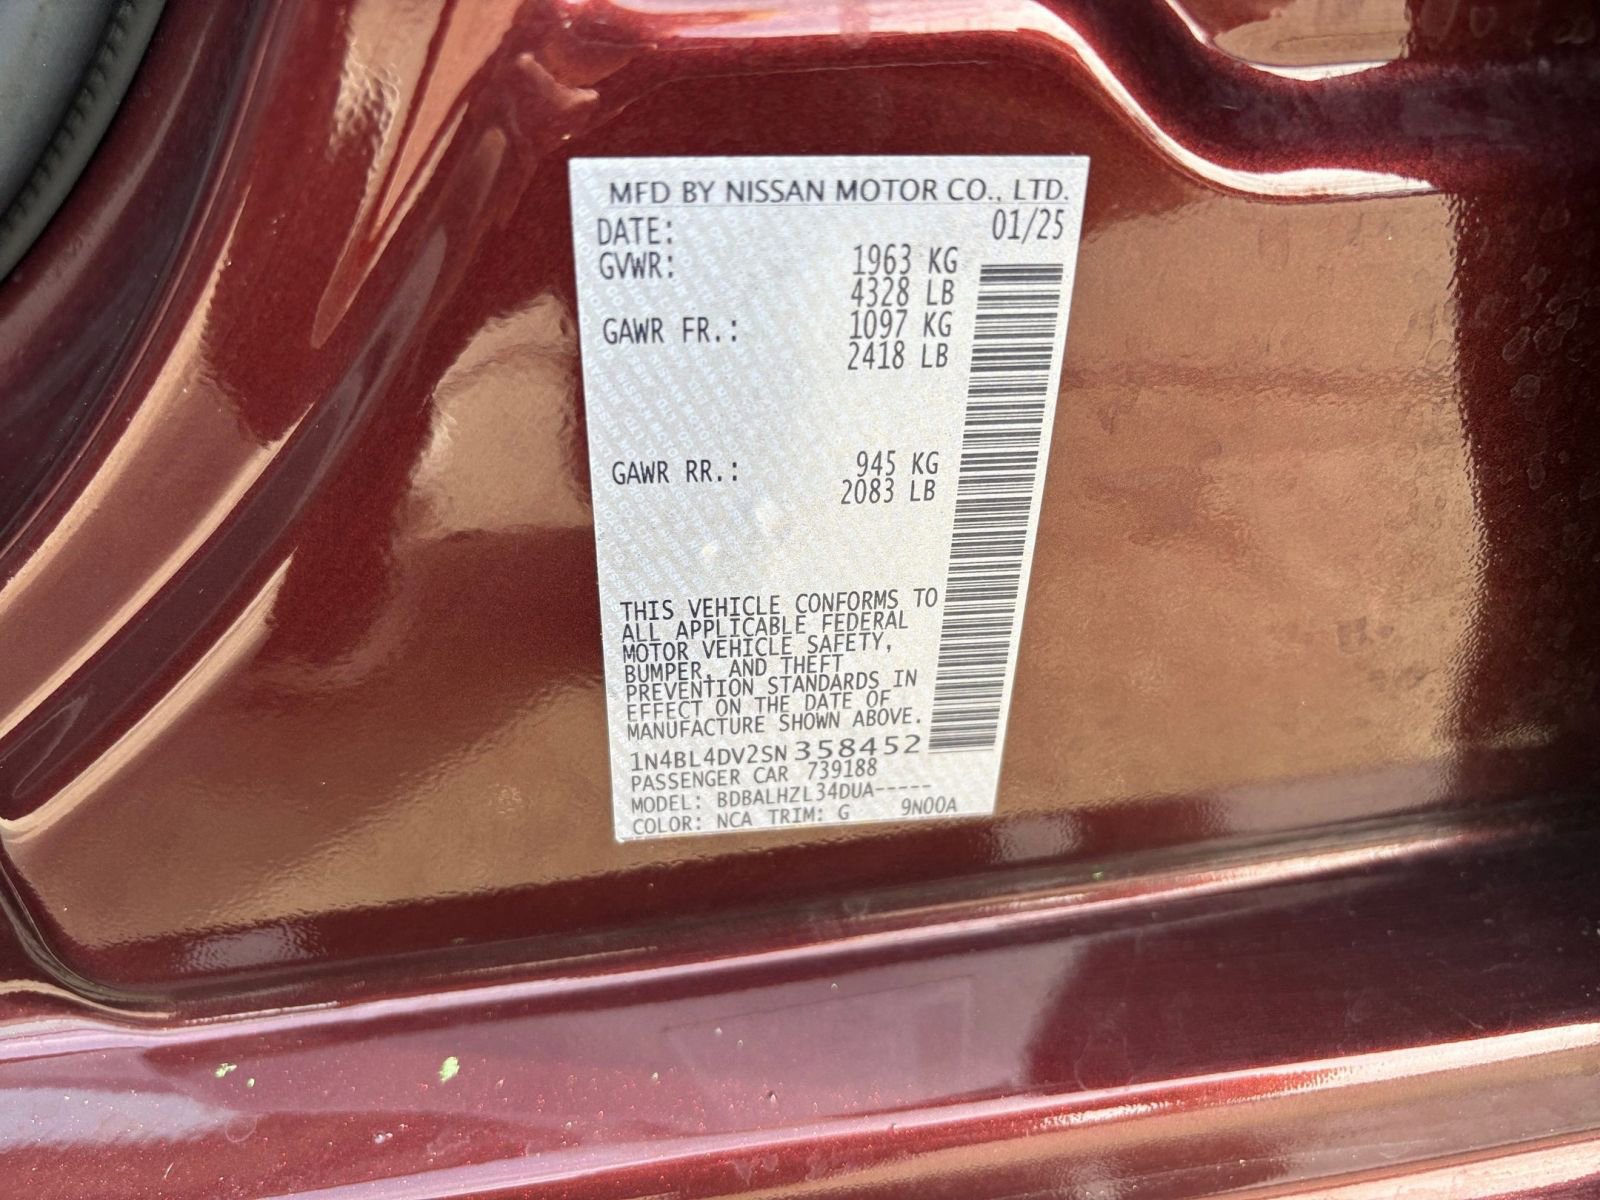 MFD BY NISSAN MOTOR CO., LTD.
DATE: 01/25
GVWR: 1963 KG
4328 LB
GAWR FR.: 1097 KG
2418 LB
GAWR RR.: 945 KG
2083 LB
THIS VEHICLE CONFORMS TO
ALL APPLICABLE FEDERAL
MOTOR VEHICLE SAFETY,
BUMPER, AND THEFT
PREVENTION STANDARDS IN
EFFECT ON THE DATE OF
MANUFACTURE SHOWN ABOVE.
1N4BL4DV2SN358452
PASSENGER CAR 739188
MODEL: BDBALHZL34DUA-----
COLOR: NCA TRIM: G 9N00A